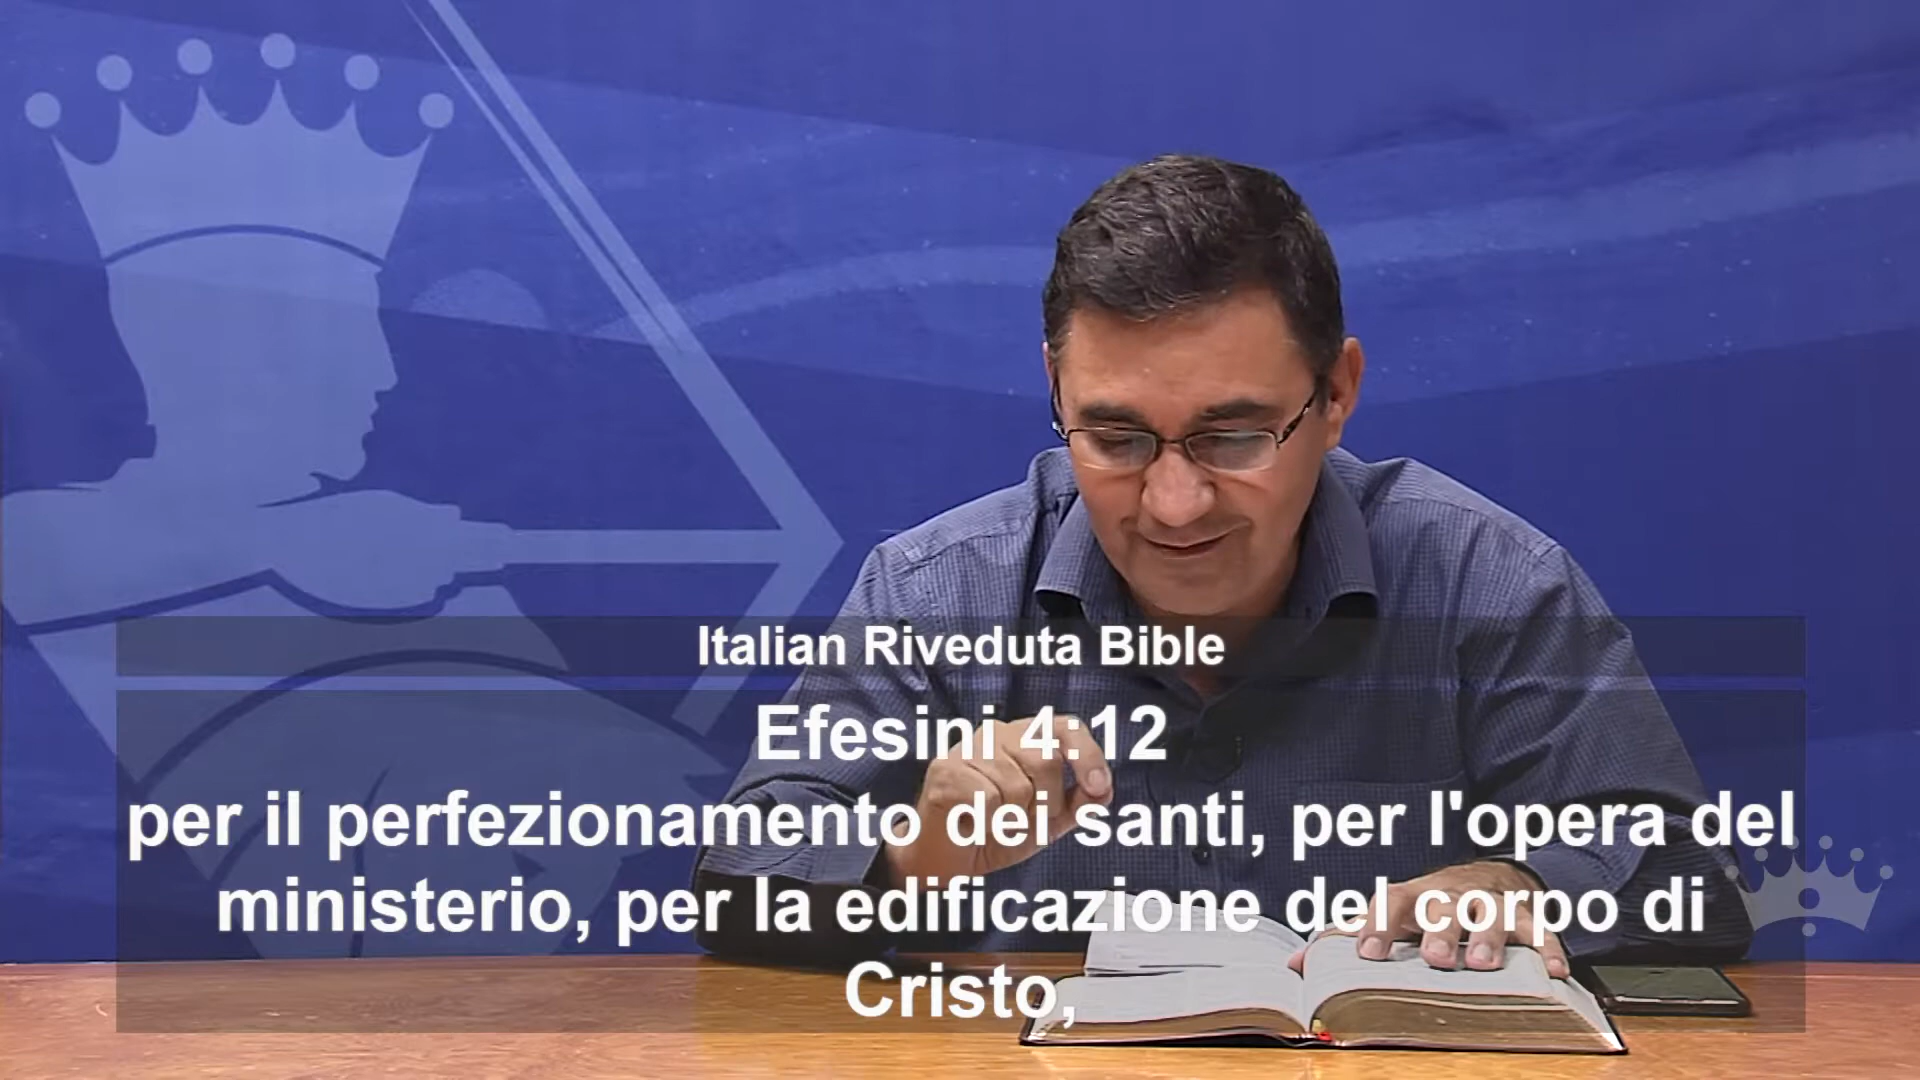 Italian Riveduta Bible
Efesini 4:12
per il perfezionamento dei santi, per l'opera del
ministerio, per la edificazione del corpo di
Cristo,